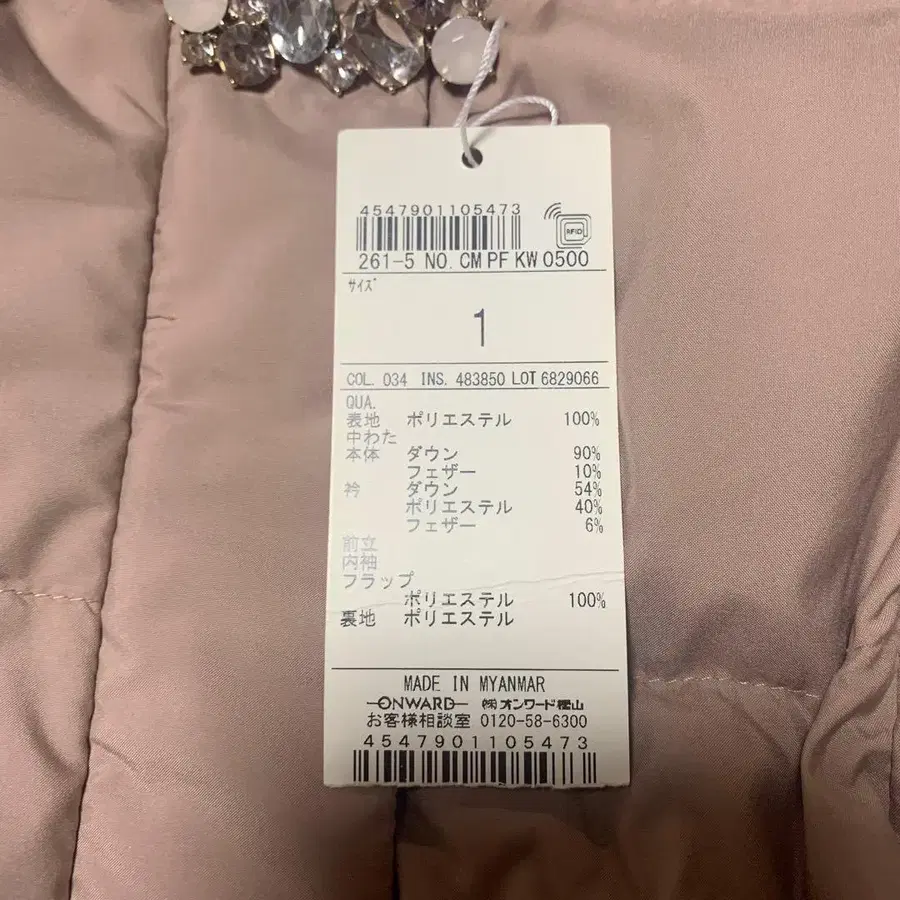 4547901105473
RFID
261-5 NO. CMPFKW0500
サイズ
1
COL. 034 INS. 483850 LOT 6829066
QUA.
表地 ポリエステル 100%
中わた
本体 ダウン 90%
フェザー 10%
衿 ダウン 54%
ポリエステル 40%
フェザー 6%
前立
内袖
フラップ
ポリエステル 100%
裏地 ポリエステル
MADE IN MYANMAR
ONWARD ㈱オンワード樫山
お客様相談室 0120-58-6300
4547901105473